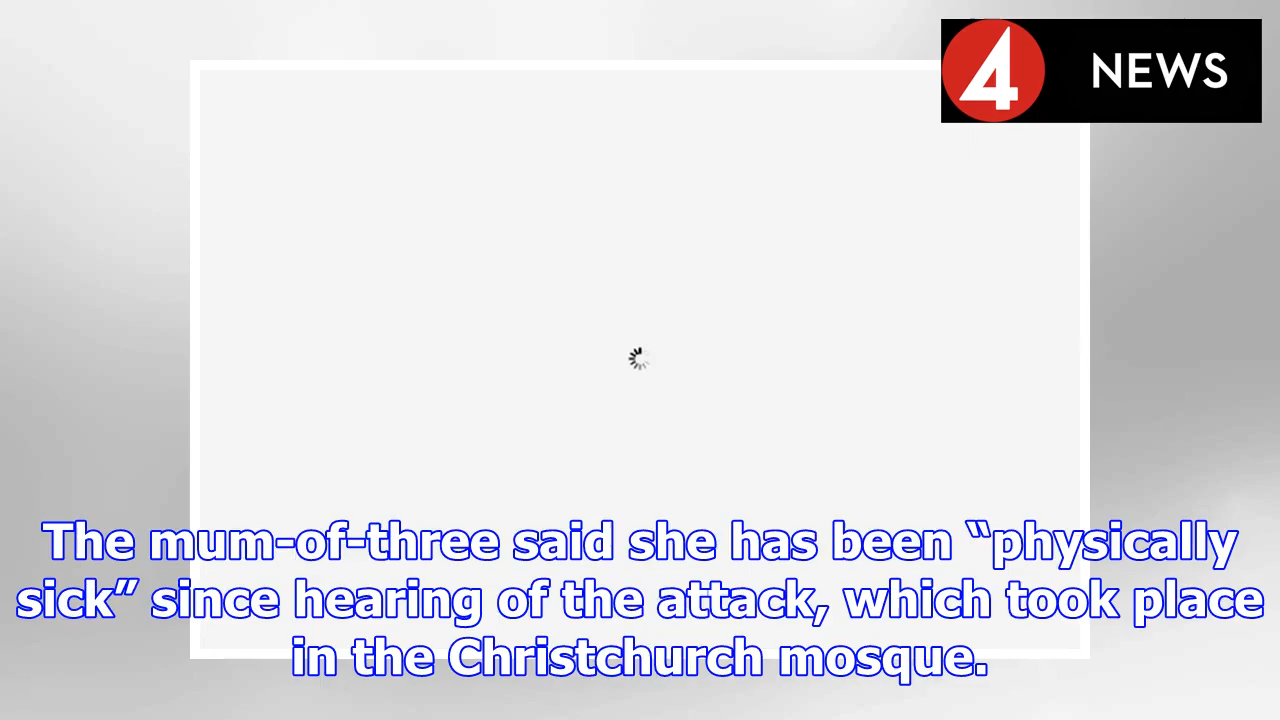 4 NEWS
The mum-of-three said she has been “physically
sick” since hearing of the attack, which took place
in the Christchurch mosque.